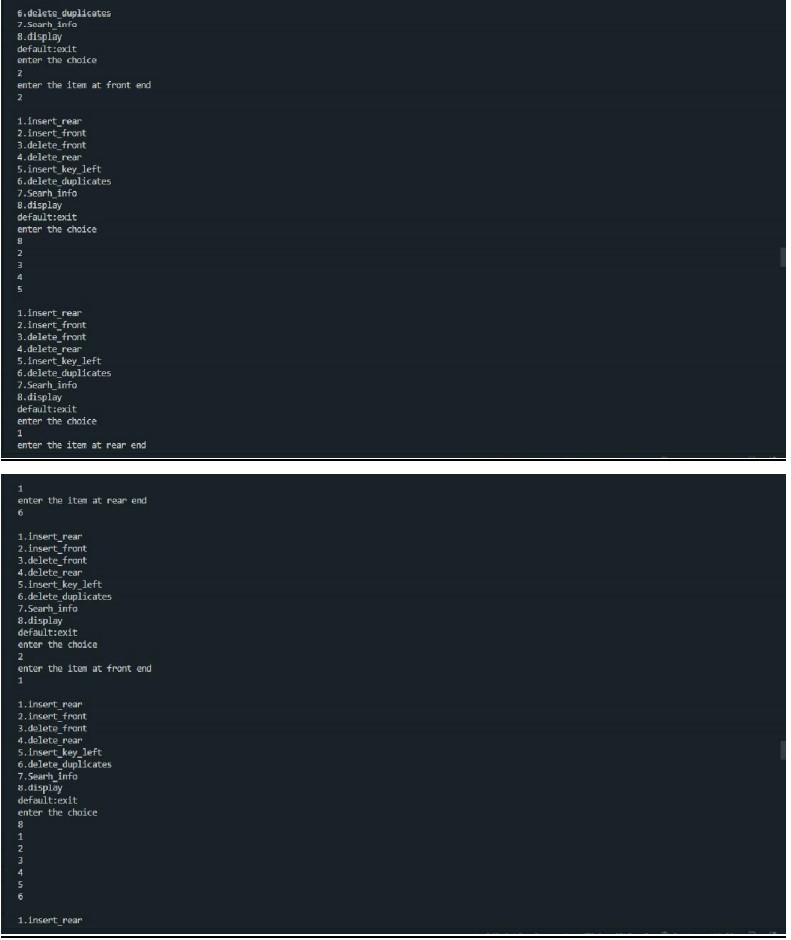 6.delete_duplicates
7.Searh_info
8.display
default:exit
enter the choice
2
enter the item at front end
2
1.insert_rear
2.insert_front
3.delete_front
4.delete_rear
5.insert_key_left
6.delete_duplicates
7.Searh_info
8.display
default:exit
enter the choice
8
2
3
4
5
1.insert_rear
2.insert_front
3.delete_front
4.delete_rear
5.insert_key_left
6.delete_duplicates
7.Searh_info
8.display
default:exit
enter the choice
1
enter the item at rear end
1
enter the item at rear end
6
1.insert_rear
2.insert_front
3.delete_front
4.delete_rear
5.insert_key_left
6.delete_duplicates
7.Searh_info
8.display
default:exit
enter the choice
2
enter the item at front end
1
1.insert_rear
2.insert_front
3.delete_front
4.delete_rear
5.insert_key_left
6.delete_duplicates
7.Searh_info
8.display
default:exit
enter the choice
8
1
2
3
4
5
6
1.insert_rear